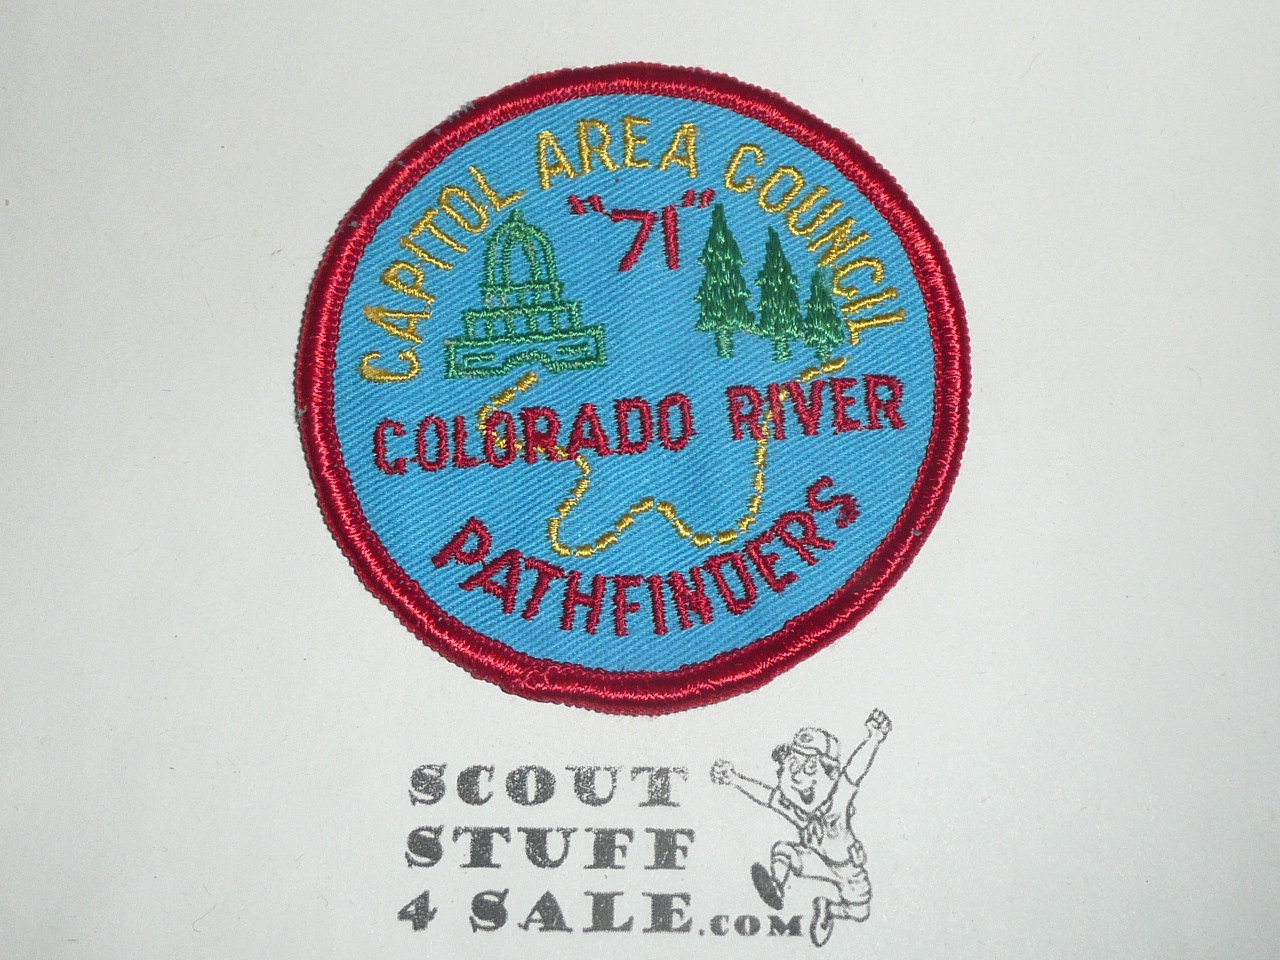 CAPITOL AREA COUNCIL
"71"
COLORADO RIVER
PATHFINDERS
SCOUT
STUFF
4 SALE.COM